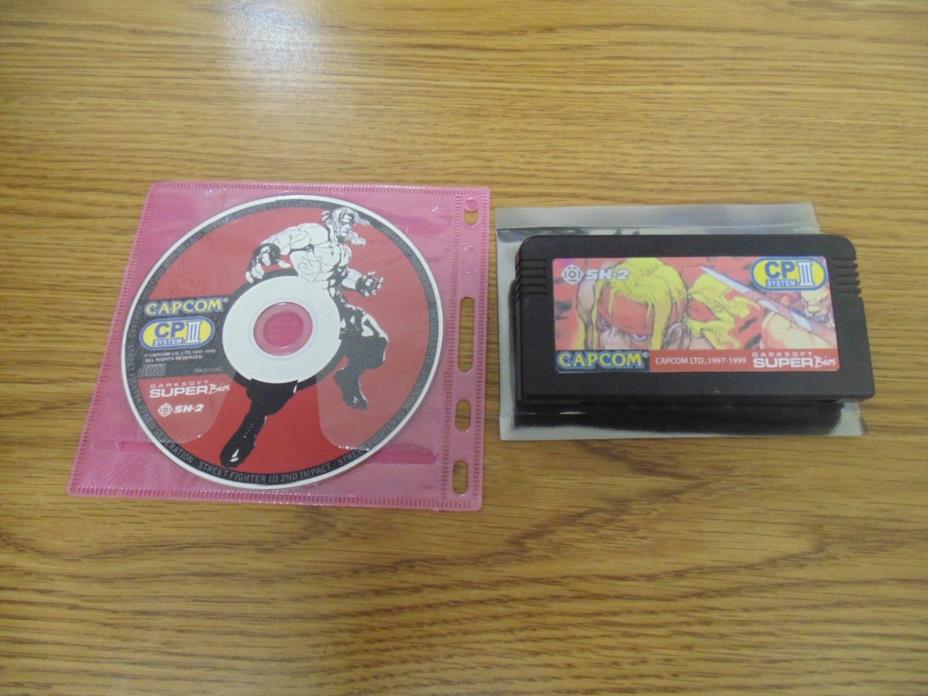 CAPCOM
CP III
SYSTEM
© CAPCOM CO., LTD, 1997-1999
ALL RIGHTS RESERVED.
DARKSOFT
SUPER Bios
SH-2
GENERATION · STREET FIGHTER III 2ND IMPACT ·
SH-2
CP III
SYSTEM
CAPCOM
CAPCOM LTD, 1997-1999
DARKSOFT
SUPER Bios